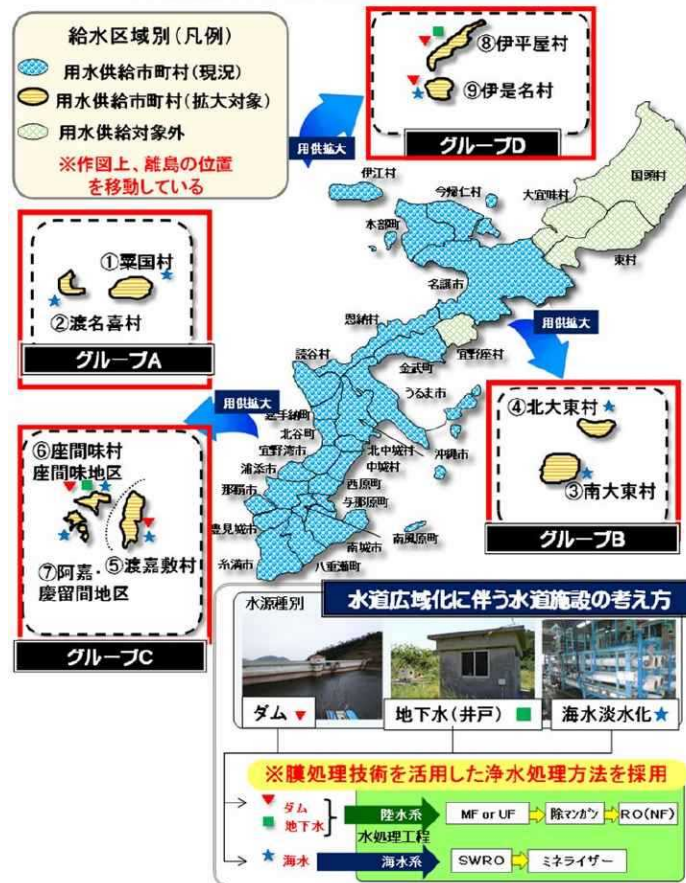 給水区域別(凡例)
用水供給市町村(現況)
用水供給市町村(拡大対象)
用水供給対象外
※作図上、離島の位置
を移動している
⑧伊平屋村
⑨伊是名村
グループD
用供拡大
伊江村
今帰仁村
本部町
大宜味村
国頭村
東村
名護市
①粟国村
②渡名喜村
グループA
恩納村
宜野座村
金武町
用供拡大
読谷村
うるま市
用供拡大
嘉手納町
北谷町
宜野湾市
北中城村
中城村
沖縄市
浦添市
西原町
那覇市
与那原町
豊見城市
南城市
南風原町
糸満市
八重瀬町
④北大東村
③南大東村
グループB
⑥座間味村
座間味地区
⑦阿嘉・
慶留間地区
⑤渡嘉敷村
グループC
水源種別
水道広域化に伴う水道施設の考え方
ダム
地下水(井戸)
海水淡水化
※膜処理技術を活用した浄水処理方法を採用
ダム
地下水
陸水系
水処理工程
MF or UF
除マンガン
RO(NF)
海水
海水系
SWRO
ミネライザー